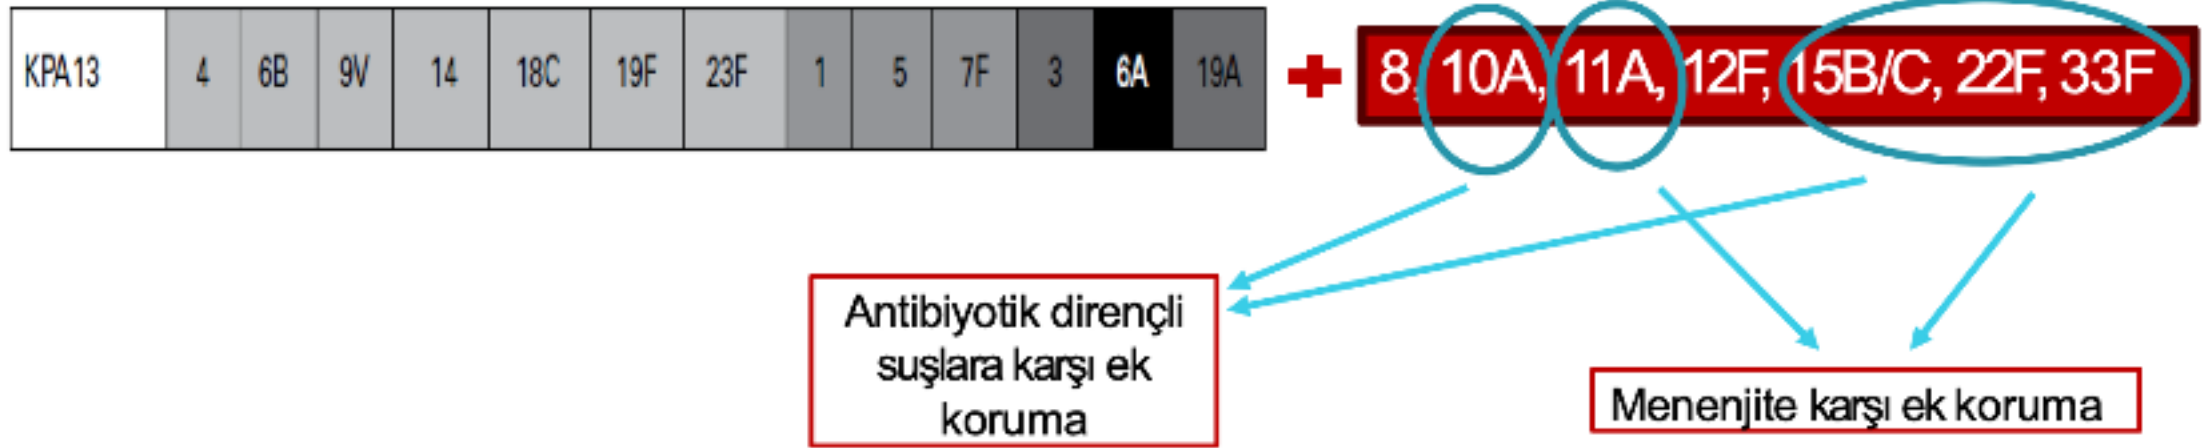 KPA13 4 6B 9V 14 18C 19F 23F 1 5 7F 3 6A 19A + 8, 10A, 11A, 12F, 15B/C, 22F, 33F
Antibiyotik dirençli
suşlara karşı ek
koruma
Menenjite karşı ek koruma